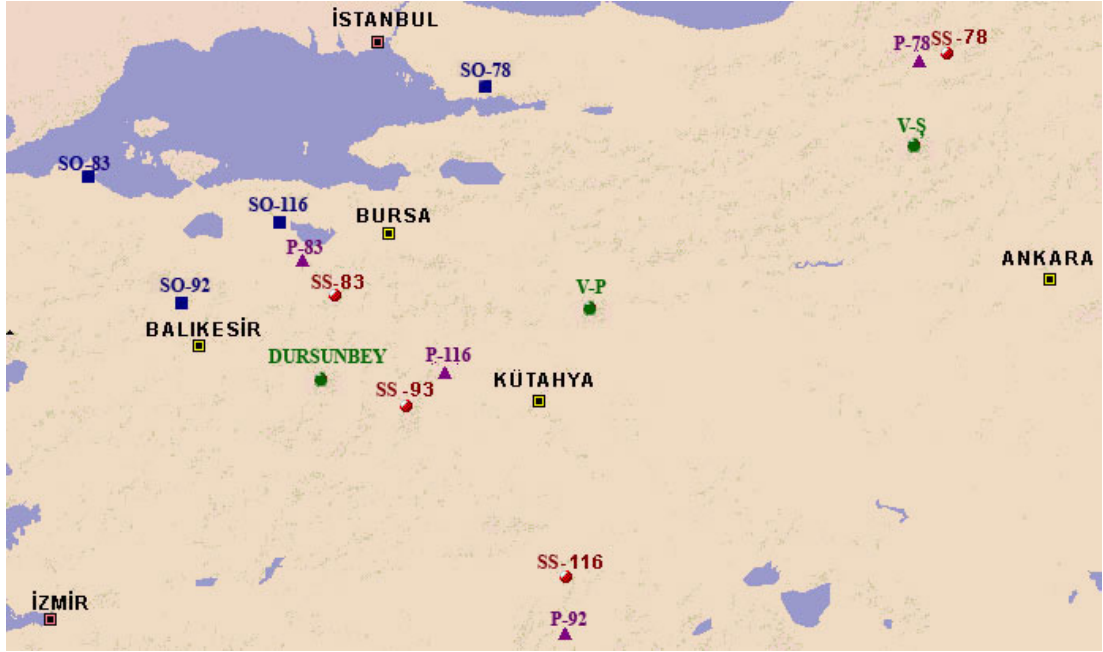 İSTANBUL
P-78
SS-78
SO-78
V-Ş
SO-83
SO-116
BURSA
P-83
ANKARA
SS-83
SO-92
V-P
BALIKESİR
DURSUNBEY
P-116
KÜTAHYA
SS-93
SS-116
İZMİR
P-92